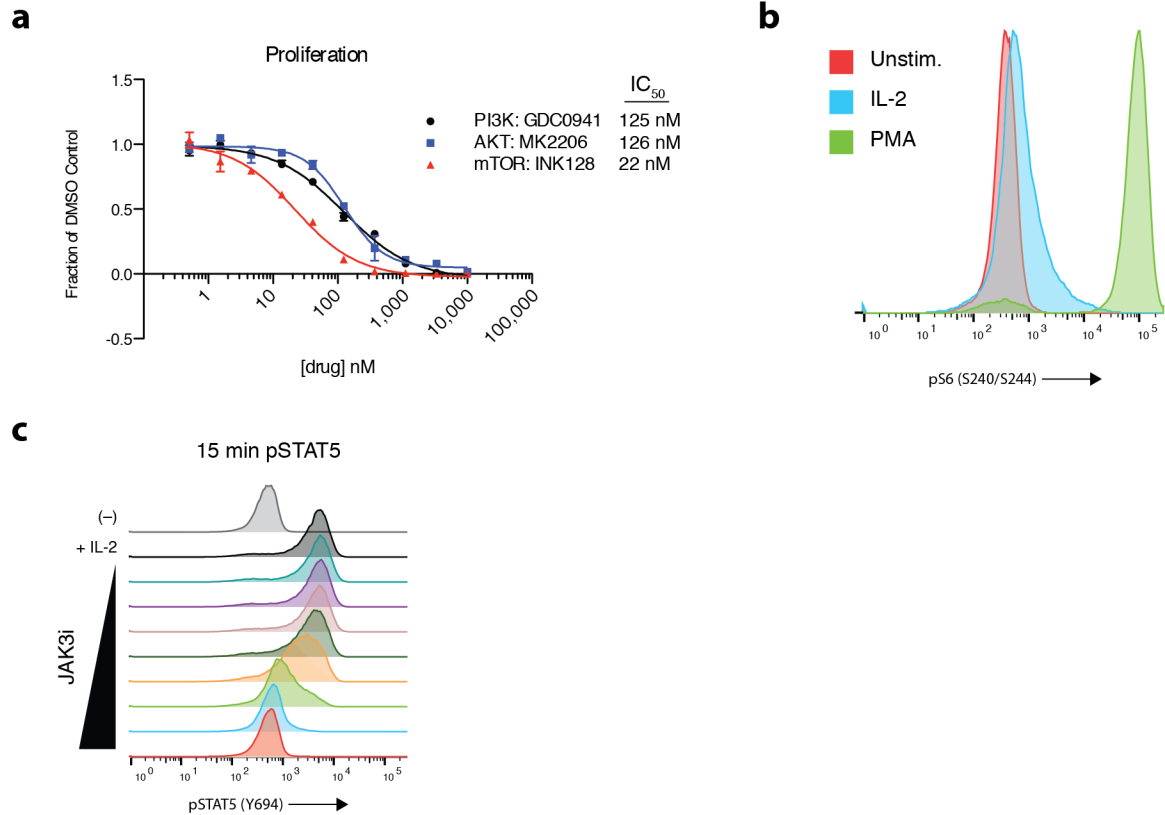 a
Proliferation
Fraction of DMSO Control
1.5
1.0
0.5
0.0
-0.5
1
10
100
1,000
10,000
100,000
[drug] nM
IC50
PI3K: GDC0941 125 nM
AKT: MK2206 126 nM
mTOR: INK128 22 nM
b
Unstim.
IL-2
PMA
10^0 10^1 10^2 10^3 10^4 10^5
pS6 (S240/S244)
c
15 min pSTAT5
(–)
+ IL-2
JAK3i
10^0 10^1 10^2 10^3 10^4 10^5
pSTAT5 (Y694)